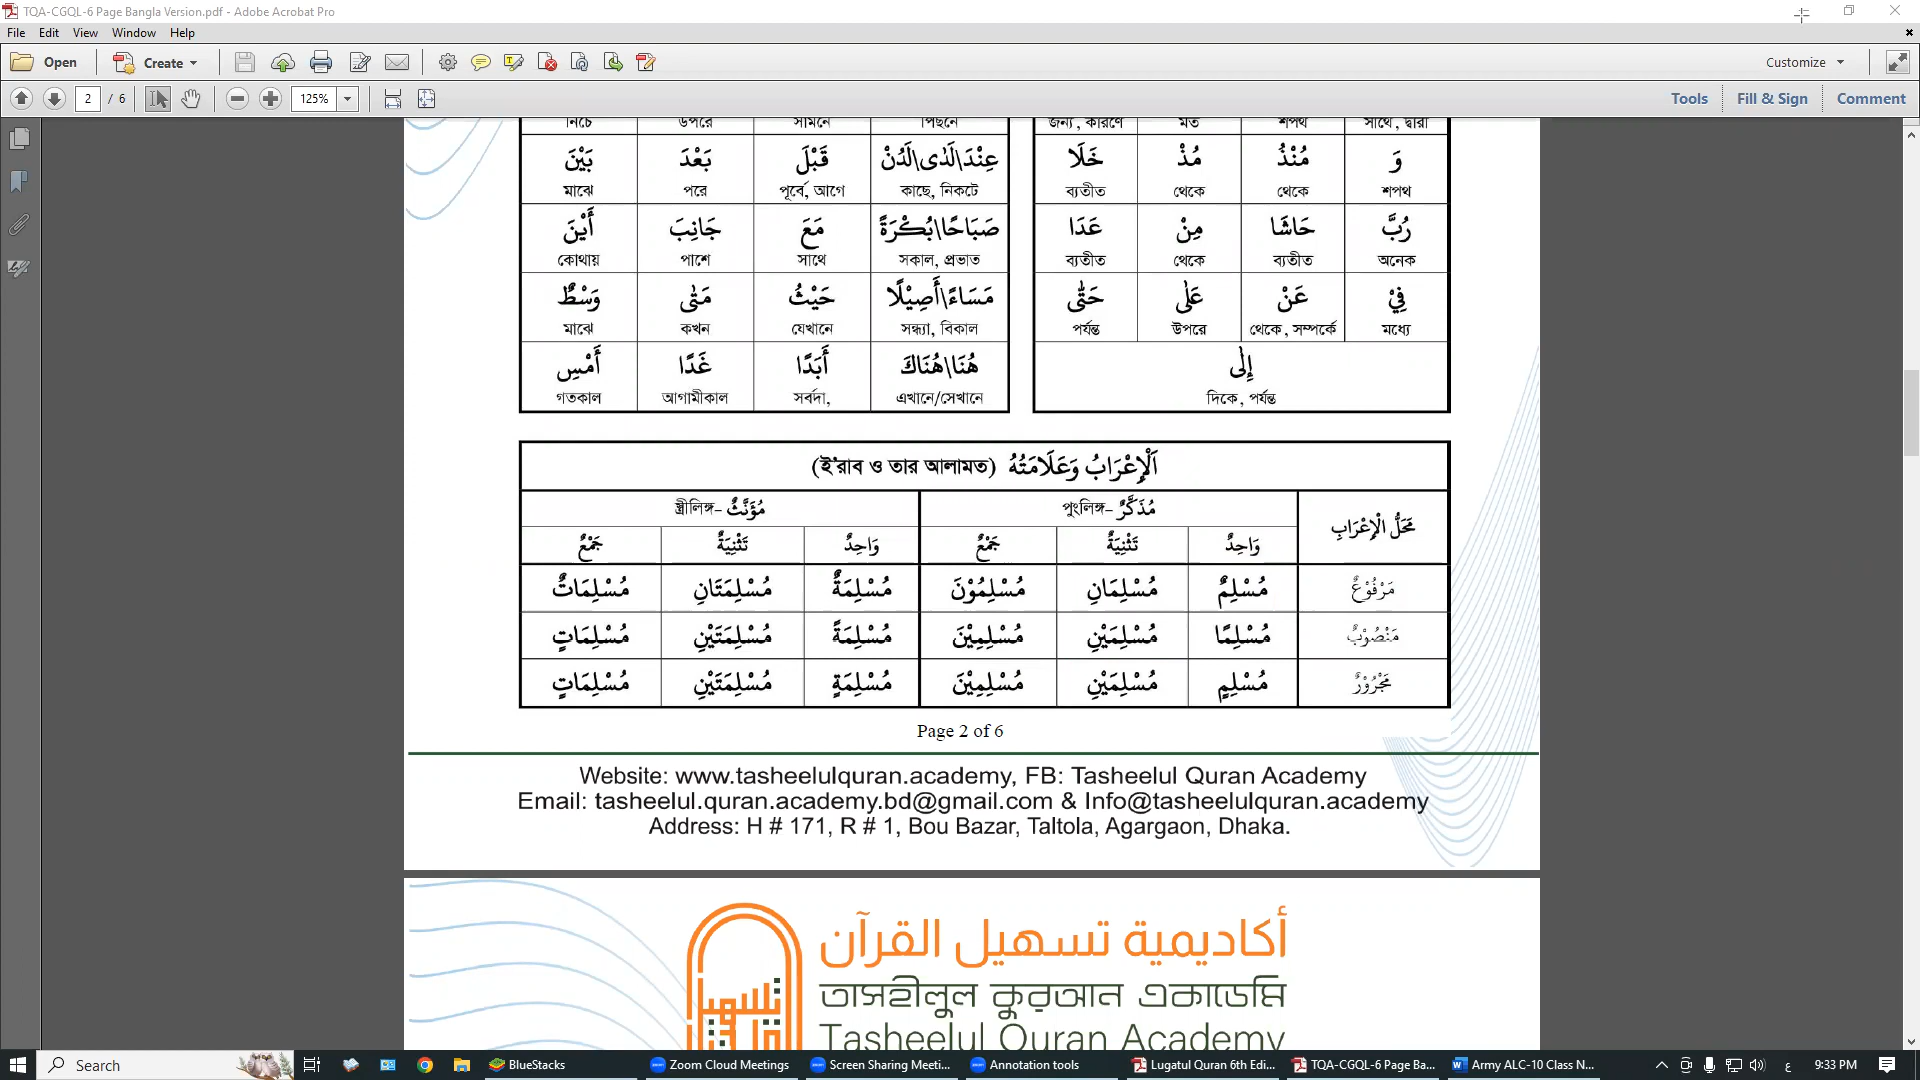 TQA-CGQL-6 Page Bangla Version.pdf - Adobe Acrobat Pro
File Edit View Window Help
Open Create Customize
2 / 6 125% Tools Fill & Sign Comment
নিচে উপরে সামনে পিছনে জন্য, কারণে মত শপথ সাথে, দ্বারা
بَيْنَ بَعْدَ قَبْلَ عِنْدَ\لَدٰى\لَدُنْ خَلَا مُذْ مُنْذُ وَ
মাঝে পরে পূর্বে, আগে কাছে, নিকটে ব্যতীত থেকে থেকে শপথ
أَيْنَ جَانِبَ مَعَ صَبَاحًا\بُكْرَةً عَدَا مِنْ حَاشَا رُبَّ
কোথায় পাশে সাথে সকাল, প্রভাত ব্যতীত থেকে ব্যতীত অনেক
وَسْطٌ مَتٰى حَيْثُ مَسَاءً\أَصِيْلًا حَتّٰى عَلٰى عَنْ فِيْ
মাঝে কখন যেখানে সন্ধ্যা, বিকাল পর্যন্ত উপরে থেকে, সম্পর্কে মধ্যে
أَمْسِ غَدًا أَبَدًا هُنَا\هُنَاكَ إِلٰى
গতকাল আগামীকাল সর্বদা, এখানে/সেখানে দিকে, পর্যন্ত
اَلْإِعْرَابُ وَعَلَامَتُهُ (ই'রাব ও তার আলামত)
مَحَلُّ الْإِعْرَابِ مُذَكَّرٌ –পুংলিঙ্গ مُؤَنَّثٌ –স্ত্রীলিঙ্গ
وَاحِدٌ تَثْنِيَةٌ جَمْعٌ وَاحِدٌ تَثْنِيَةٌ جَمْعٌ
مَرْفُوْعٌ مُسْلِمٌ مُسْلِمَانِ مُسْلِمُوْنَ مُسْلِمَةٌ مُسْلِمَتَانِ مُسْلِمَاتٌ
مَنْصُوْبٌ مُسْلِمًا مُسْلِمَيْنِ مُسْلِمِيْنَ مُسْلِمَةً مُسْلِمَتَيْنِ مُسْلِمَاتٍ
مَجْرُوْرٌ مُسْلِمٍ مُسْلِمَيْنِ مُسْلِمِيْنَ مُسْلِمَةٍ مُسْلِمَتَيْنِ مُسْلِمَاتٍ
Page 2 of 6
Website: www.tasheelulquran.academy, FB: Tasheelul Quran Academy
Email: tasheelul.quran.academy.bd@gmail.com & Info@tasheelulquran.academy
Address: H # 171, R # 1, Bou Bazar, Taltola, Agargaon, Dhaka.
أكاديمية تسهيل القرآن
তাসহীলুল কুরআন একাডেমি
Tasheelul Quran Academy
Search BlueStacks Zoom Cloud Meetings Screen Sharing Meeti... Annotation tools Lugatul Quran 6th Edi... TQA-CGQL-6 Page Ba... Army ALC-10 Class N... ع 9:33 PM